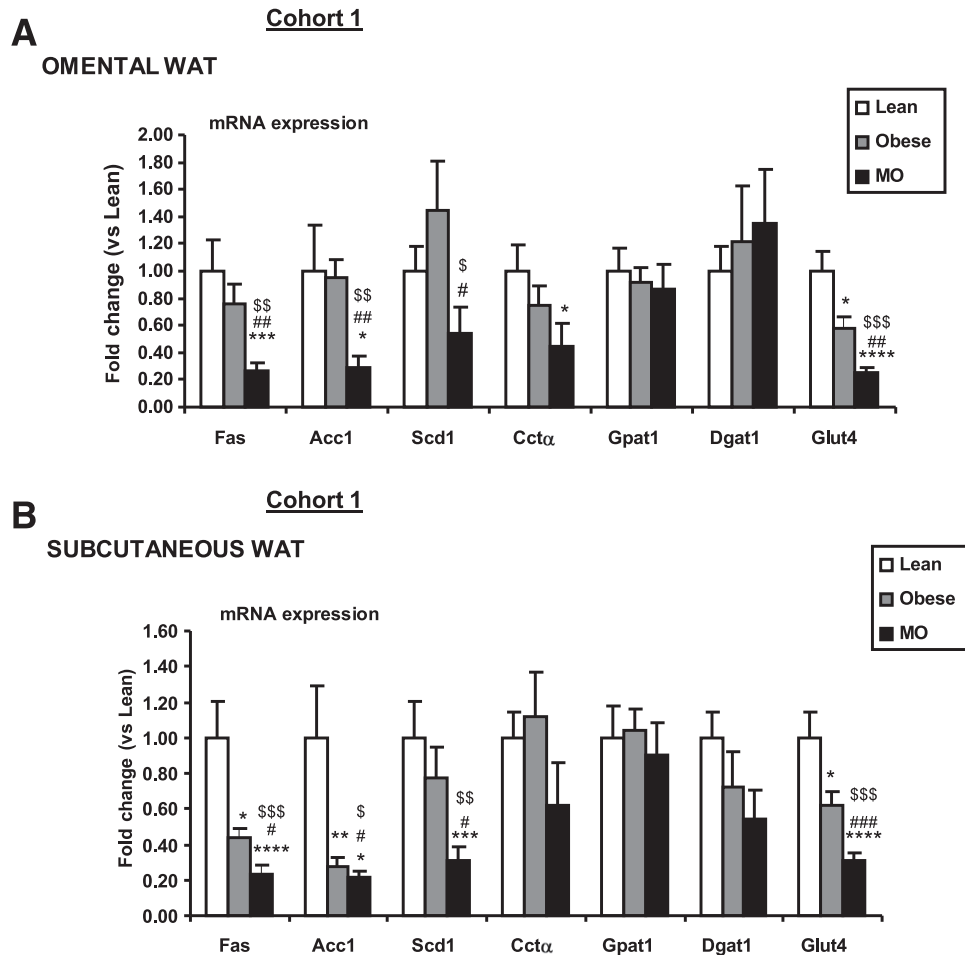 Cohort 1
A
OMENTAL WAT
mRNA expression
Lean
Obese
MO
Fold change (vs Lean)
2.00
1.80
1.60
1.40
1.20
1.00
0.80
0.60
0.40
0.20
0.00
$$
##
***
$$
##
*
$
#
*
*
$$$
##
****
Fas Acc1 Scd1 Cctα Gpat1 Dgat1 Glut4
Cohort 1
B
SUBCUTANEOUS WAT
mRNA expression
Lean
Obese
MO
Fold change (vs Lean)
1.60
1.40
1.20
1.00
0.80
0.60
0.40
0.20
0.00
*
$$$
#
****
**
$
#
*
$$
#
***
*
$$$
###
****
Fas Acc1 Scd1 Cctα Gpat1 Dgat1 Glut4